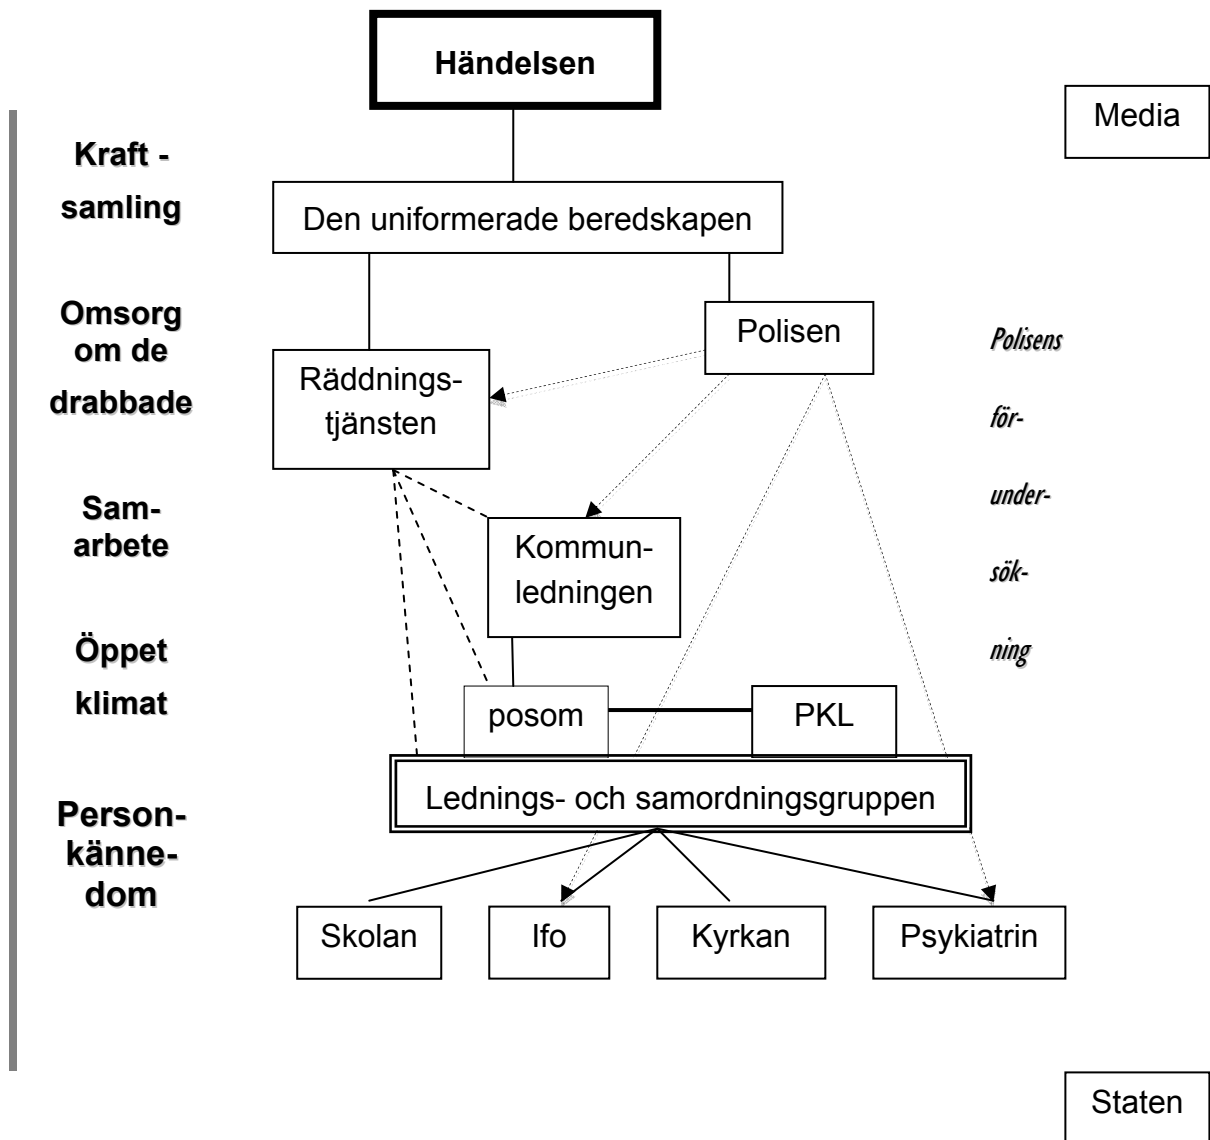 Händelsen
Media
Kraft -
samling
Den uniformerade beredskapen
Omsorg
om de
drabbade
Polisen
Räddnings-
tjänsten
Polisens
för-
under-
sök-
ning
Sam-
arbete
Kommun-
ledningen
Öppet
klimat
posom
PKL
Lednings- och samordningsgruppen
Person-
känne-
dom
Skolan
Ifo
Kyrkan
Psykiatrin
Staten